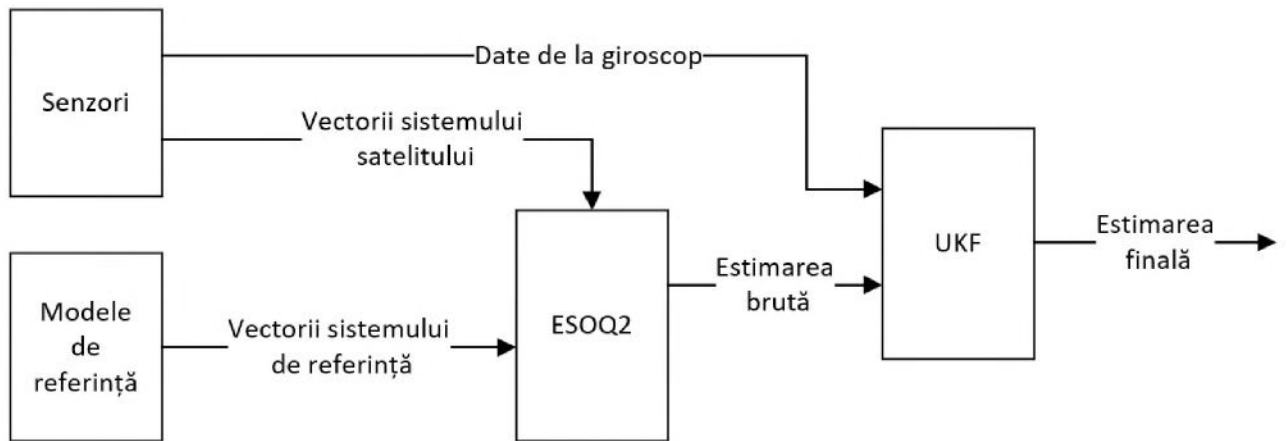 Date de la giroscop
Senzori
Vectorii sistemului
satelitului
UKF
Estimarea
finală
Estimarea
brută
ESOQ2
Modele
de
referință
Vectorii sistemului
de referință